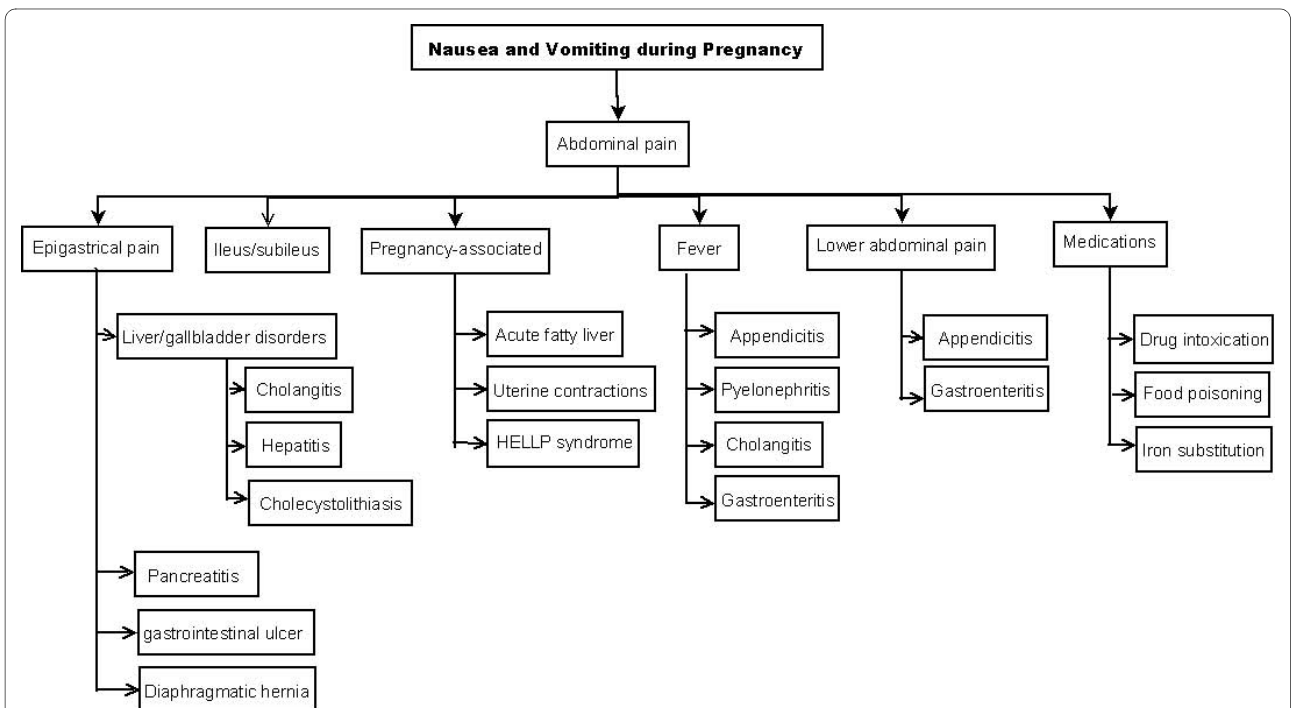 Nausea and Vomiting during Pregnancy
Abdominal pain
Epigastrical pain
Ileus/subileus
Pregnancy-associated
Fever
Lower abdominal pain
Medications
Liver/gallbladder disorders
Cholangitis
Hepatitis
Cholecystolithiasis
Pancreatitis
gastrointestinal ulcer
Diaphragmatic hernia
Acute fatty liver
Uterine contractions
HELLP syndrome
Appendicitis
Pyelonephritis
Cholangitis
Gastroenteritis
Appendicitis
Gastroenteritis
Drug intoxication
Food poisoning
Iron substitution